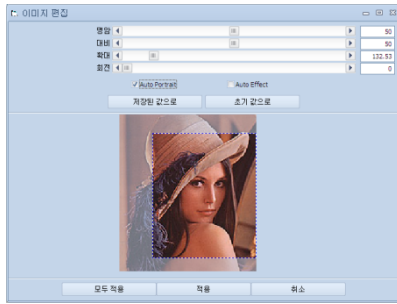 이미지 편집
명암 50
대비 50
확대 132.53
회전 0
Auto Portrait Auto Effect
저장된 값으로 초기 값으로
모두 적용 적용 취소